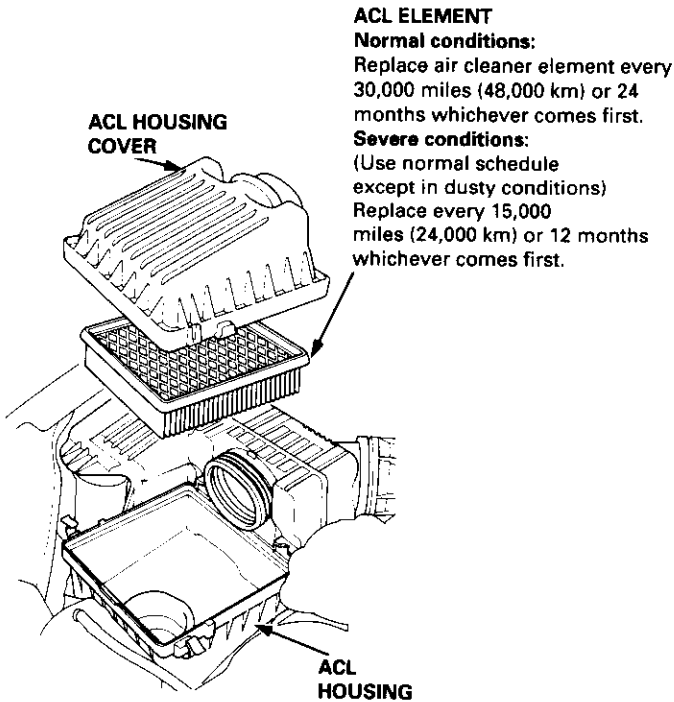 ACL ELEMENT
Normal conditions:
Replace air cleaner element every
30,000 miles (48,000 km) or 24
months whichever comes first.
Severe conditions:
(Use normal schedule
except in dusty conditions)
Replace every 15,000
miles (24,000 km) or 12 months
whichever comes first.
ACL HOUSING
COVER
ACL
HOUSING